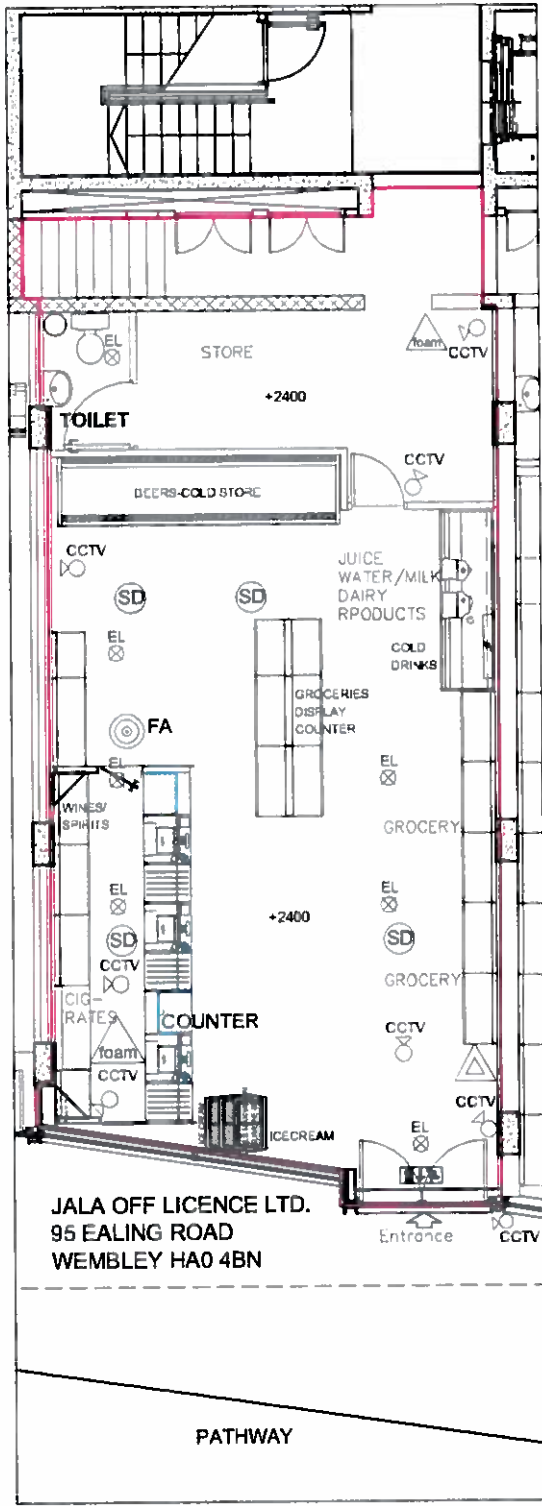 EL
STORE
foam
CCTV
+2400
TOILET
CCTV
BEERS-COLD STORE
CCTV
JUICE
WATER/MILK
DAIRY
RPODUCTS
SD
SD
EL
COLD
DRINKS
GROCERIES
DISPLAY
COUNTER
FA
EL
EL
WINES/
SPIRITS
GROCERY
EL
EL
+2400
SD
SD
CCTV
GROCERY
CIG-
RATES
COUNTER
foam
CCTV
CCTV
CCTV
ICECREAM
EL
JALA OFF LICENCE LTD.
95 EALING ROAD
WEMBLEY HA0 4BN
Entrance
CCTV
PATHWAY